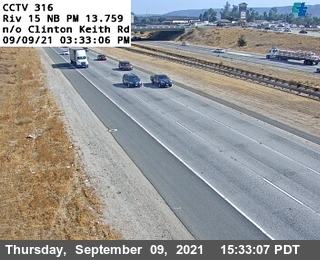 CCTV 316
Riv 15 NB PM 13.759
n/o Clinton Keith Rd
09/09/21 03:33:06 PM
Thursday, September 09, 2021 15:33:07 PDT